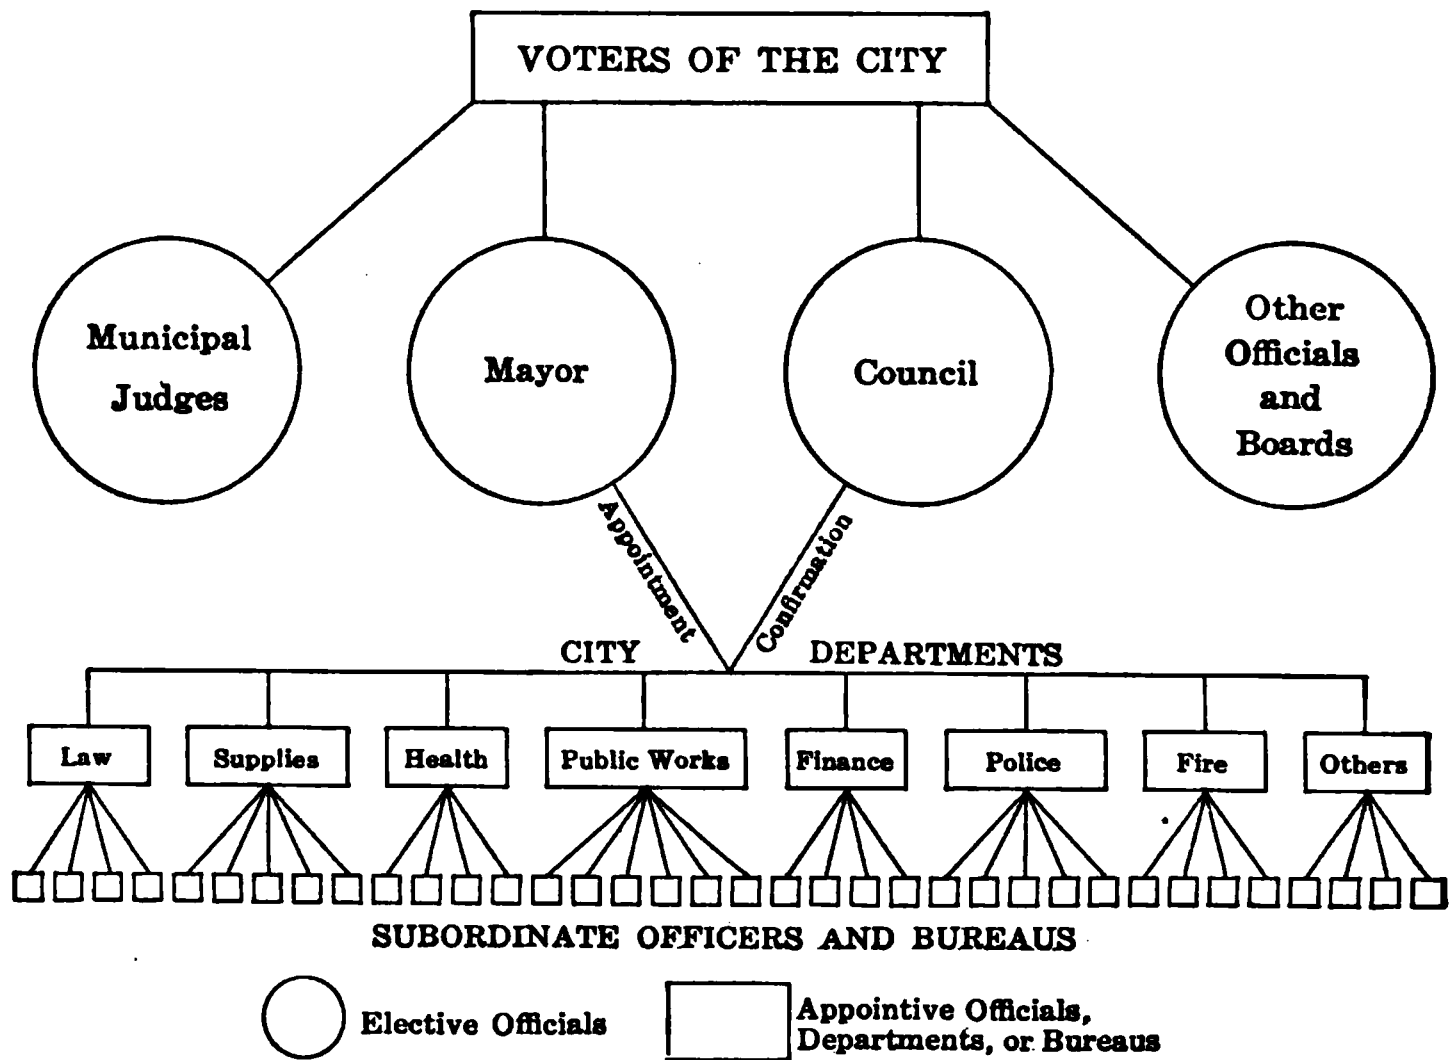 VOTERS OF THE CITY
Municipal
Judges
Mayor
Council
Other
Officials
and
Boards
Appointment
Confirmation
CITY DEPARTMENTS
Law
Supplies
Health
Public Works
Finance
Police
Fire
Others
SUBORDINATE OFFICERS AND BUREAUS
Elective Officials
Appointive Officials,
Departments, or Bureaus